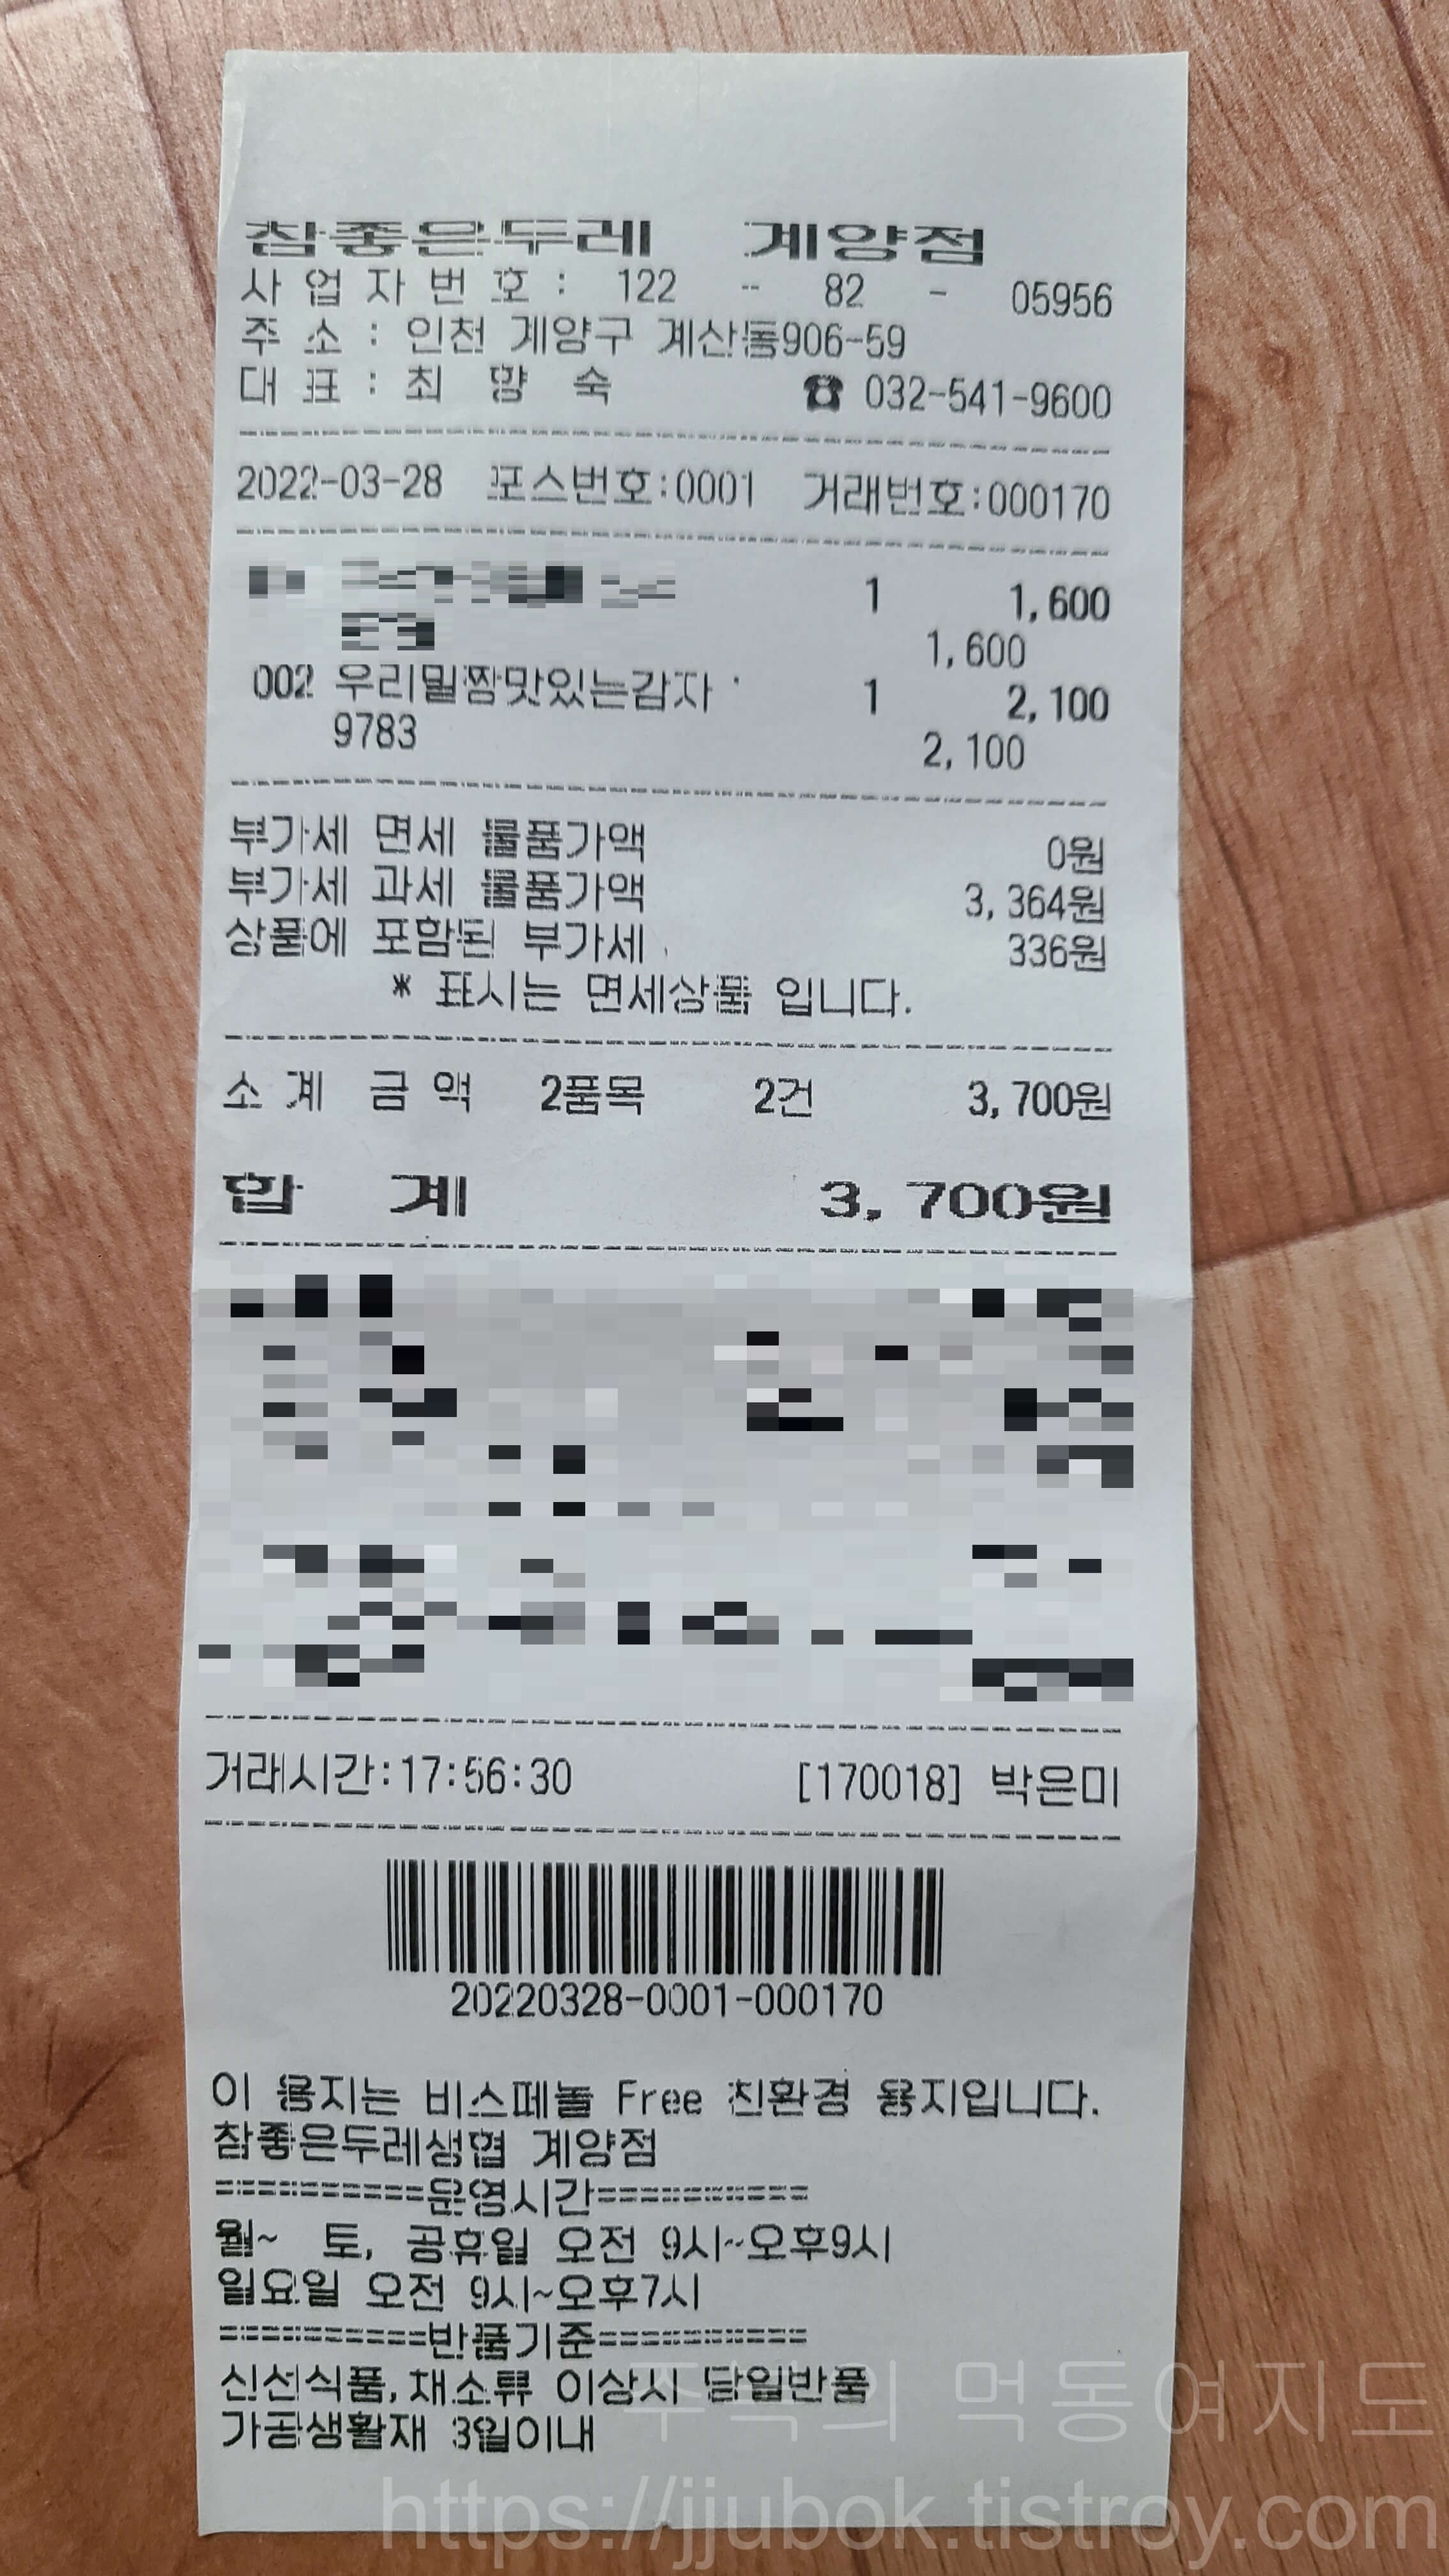 참좋은두레 계양점
사 업 자 번 호 : 122 - 82 - 05956
주 소 : 인천 계양구 계산동906-59
대 표 : 최 향 숙 ☎ 032-541-9600
2022-03-28 포스번호:0001 거래번호:000170
1 1,600
1,600
002 우리밀짱맛있는감자 1 2,100
9783 2,100
부가세 면세 물품가액 0원
부가세 과세 물품가액 3,364원
상품에 포함된 부가세 336원
* 표시는 면세상품 입니다.
소 계 금 액 2품목 2건 3,700원
합 계 3,700원
거래시간:17:56:30 [170018] 박은미
20220328-0001-000170
이 용지는 비스페놀 Free 친환경 용지입니다.
참좋은두레생협 계양점
===========운영시간===========
월~ 토, 공휴일 오전 9시~오후9시
일요일 오전 9시~오후7시
===========반품기준===========
신선식품,채소류 이상시 당일반품
가공생활재 3일이내
주복의 먹동여지도
https://jjubok.tistroy.com